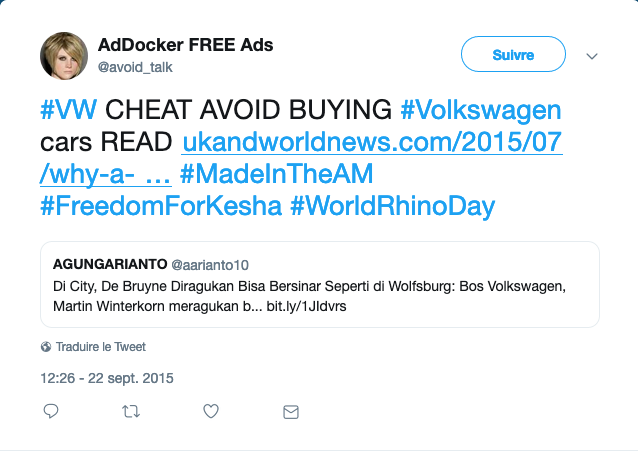 AdDocker FREE Ads
@avoid_talk
Suivre
#VW CHEAT AVOID BUYING #Volkswagen
cars READ ukandworldnews.com/2015/07
/why-a- … #MadeInTheAM
#FreedomForKesha #WorldRhinoDay
AGUNGARIANTO @aarianto10
Di City, De Bruyne Diragukan Bisa Bersinar Seperti di Wolfsburg: Bos Volkswagen,
Martin Winterkorn meragukan b... bit.ly/1JIdvrs
Traduire le Tweet
12:26 - 22 sept. 2015